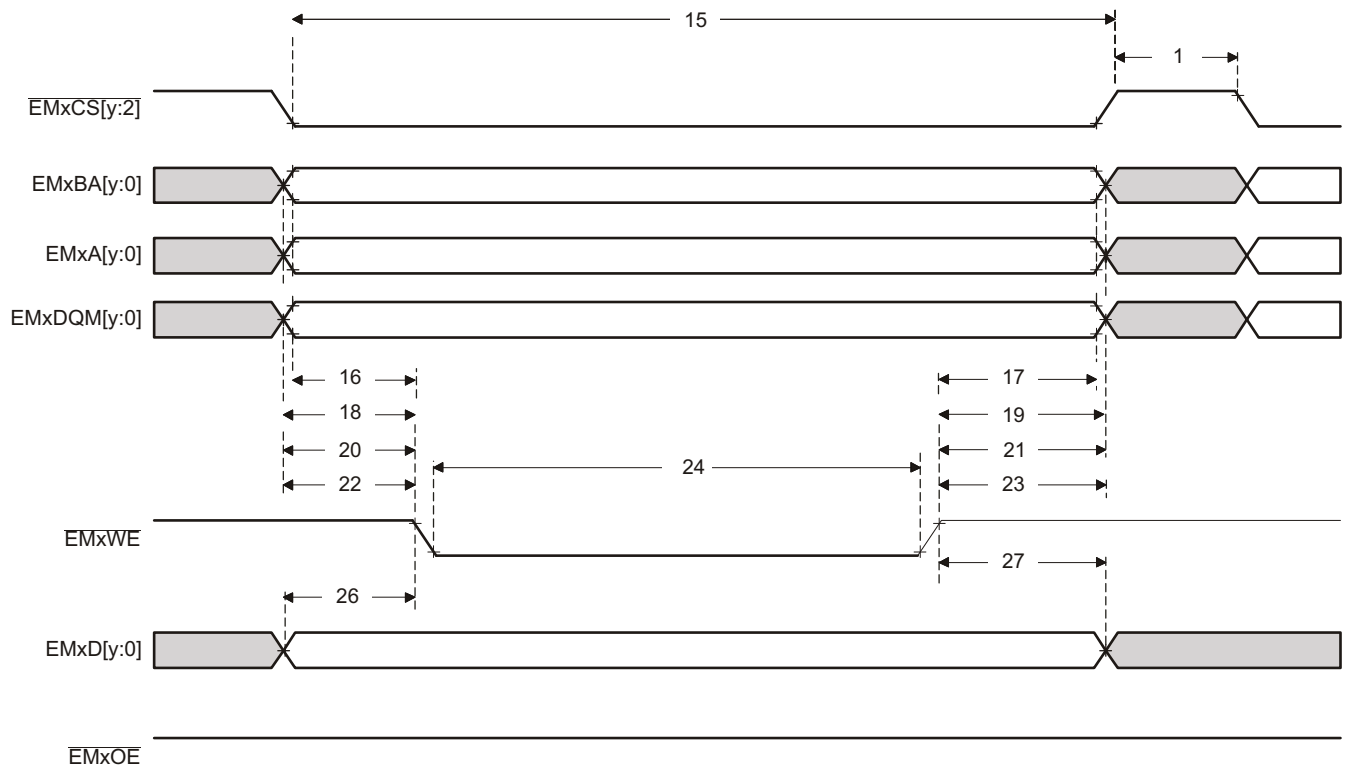 15
1
EMxCS[y:2]
EMxBA[y:0]
EMxA[y:0]
EMxDQM[y:0]
16
17
18
19
20
21
24
22
23
EMxWE
27
26
EMxD[y:0]
EMxOE